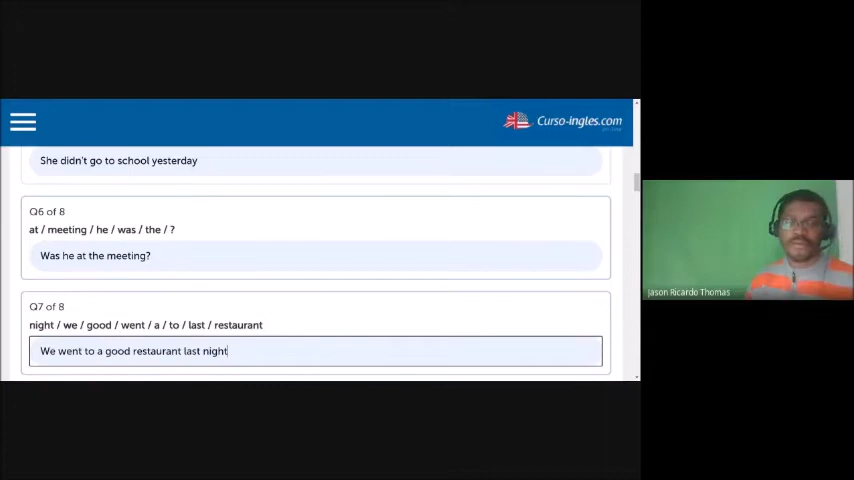 Curso-ingles.com
She didn't go to school yesterday
Q6 of 8
at / meeting / he / was / the / ?
Was he at the meeting?
Q7 of 8
night / we / good / went / a / to / last / restaurant
We went to a good restaurant last night
Jason Ricardo Thomas